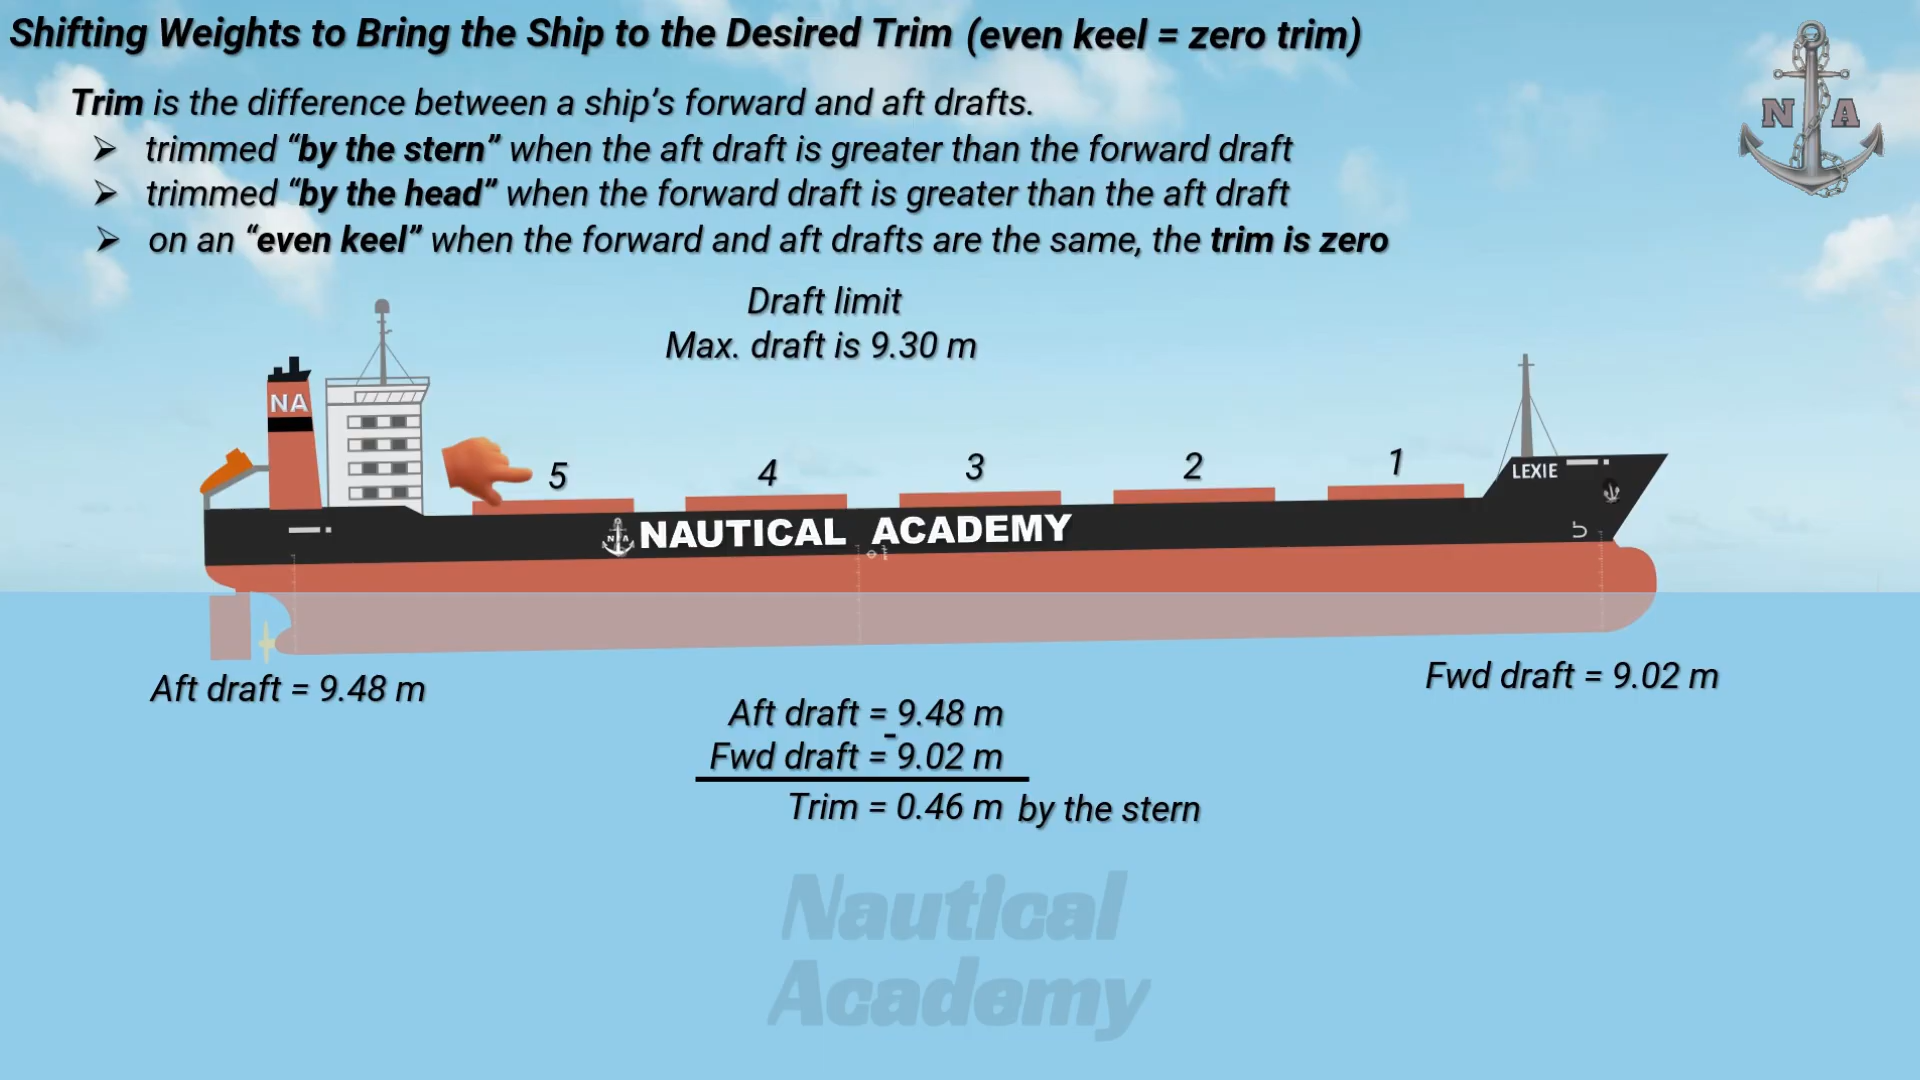 Shifting Weights to Bring the Ship to the Desired Trim (even keel = zero trim)
N A
Trim is the difference between a ship’s forward and aft drafts.
➢ trimmed “by the stern” when the aft draft is greater than the forward draft
➢ trimmed “by the head” when the forward draft is greater than the aft draft
➢ on an “even keel” when the forward and aft drafts are the same, the trim is zero
Draft limit
Max. draft is 9.30 m
NA
5 4 3 2 1
LEXIE
N A NAUTICAL ACADEMY
Aft draft = 9.48 m
Fwd draft = 9.02 m
Aft draft = 9.48 m
-
Fwd draft = 9.02 m
Trim = 0.46 m by the stern
Nautical
Academy